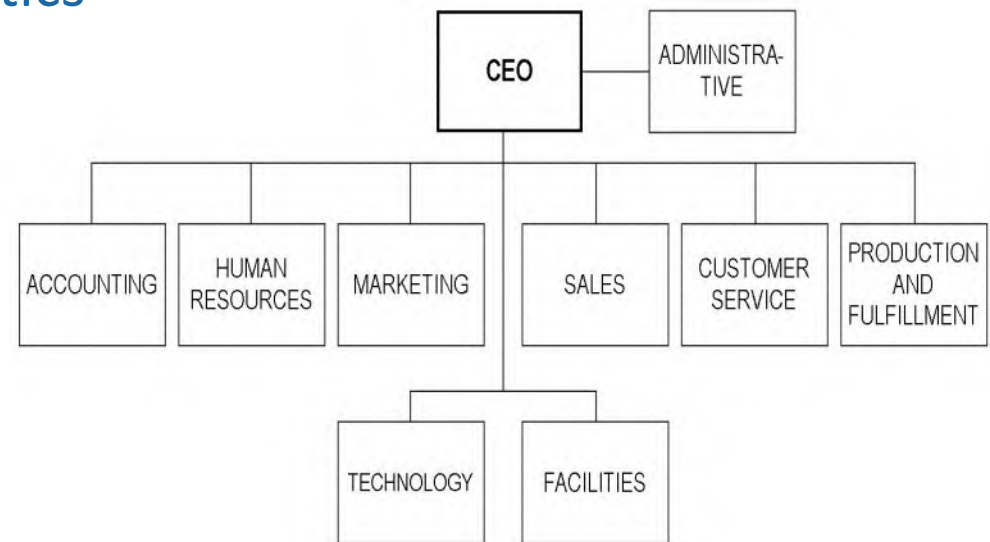 CEO
ADMINISTRA-
TIVE
ACCOUNTING
HUMAN
RESOURCES
MARKETING
SALES
CUSTOMER
SERVICE
PRODUCTION
AND
FULFILLMENT
TECHNOLOGY
FACILITIES